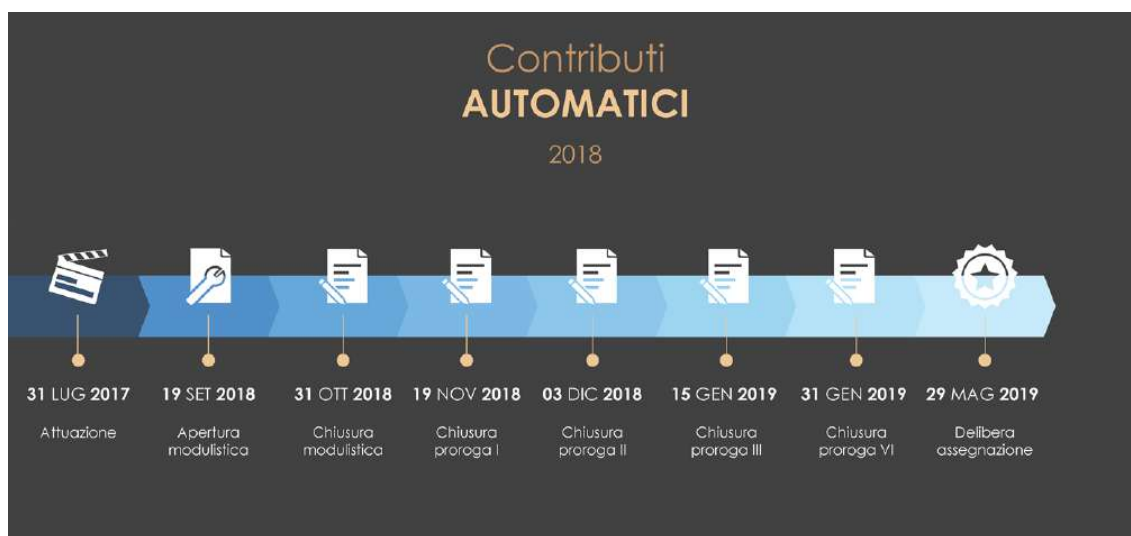 Contributi
AUTOMATICI
2018
31 LUG 2017
19 SET 2018
31 OTT 2018
19 NOV 2018
03 DIC 2018
15 GEN 2019
31 GEN 2019
29 MAG 2019
Attuazione
Apertura
modulistica
Chiusura
modulistica
Chiusura
proroga I
Chiusura
proroga II
Chiusura
proroga III
Chiusura
proroga VI
Delibera
assegnazione